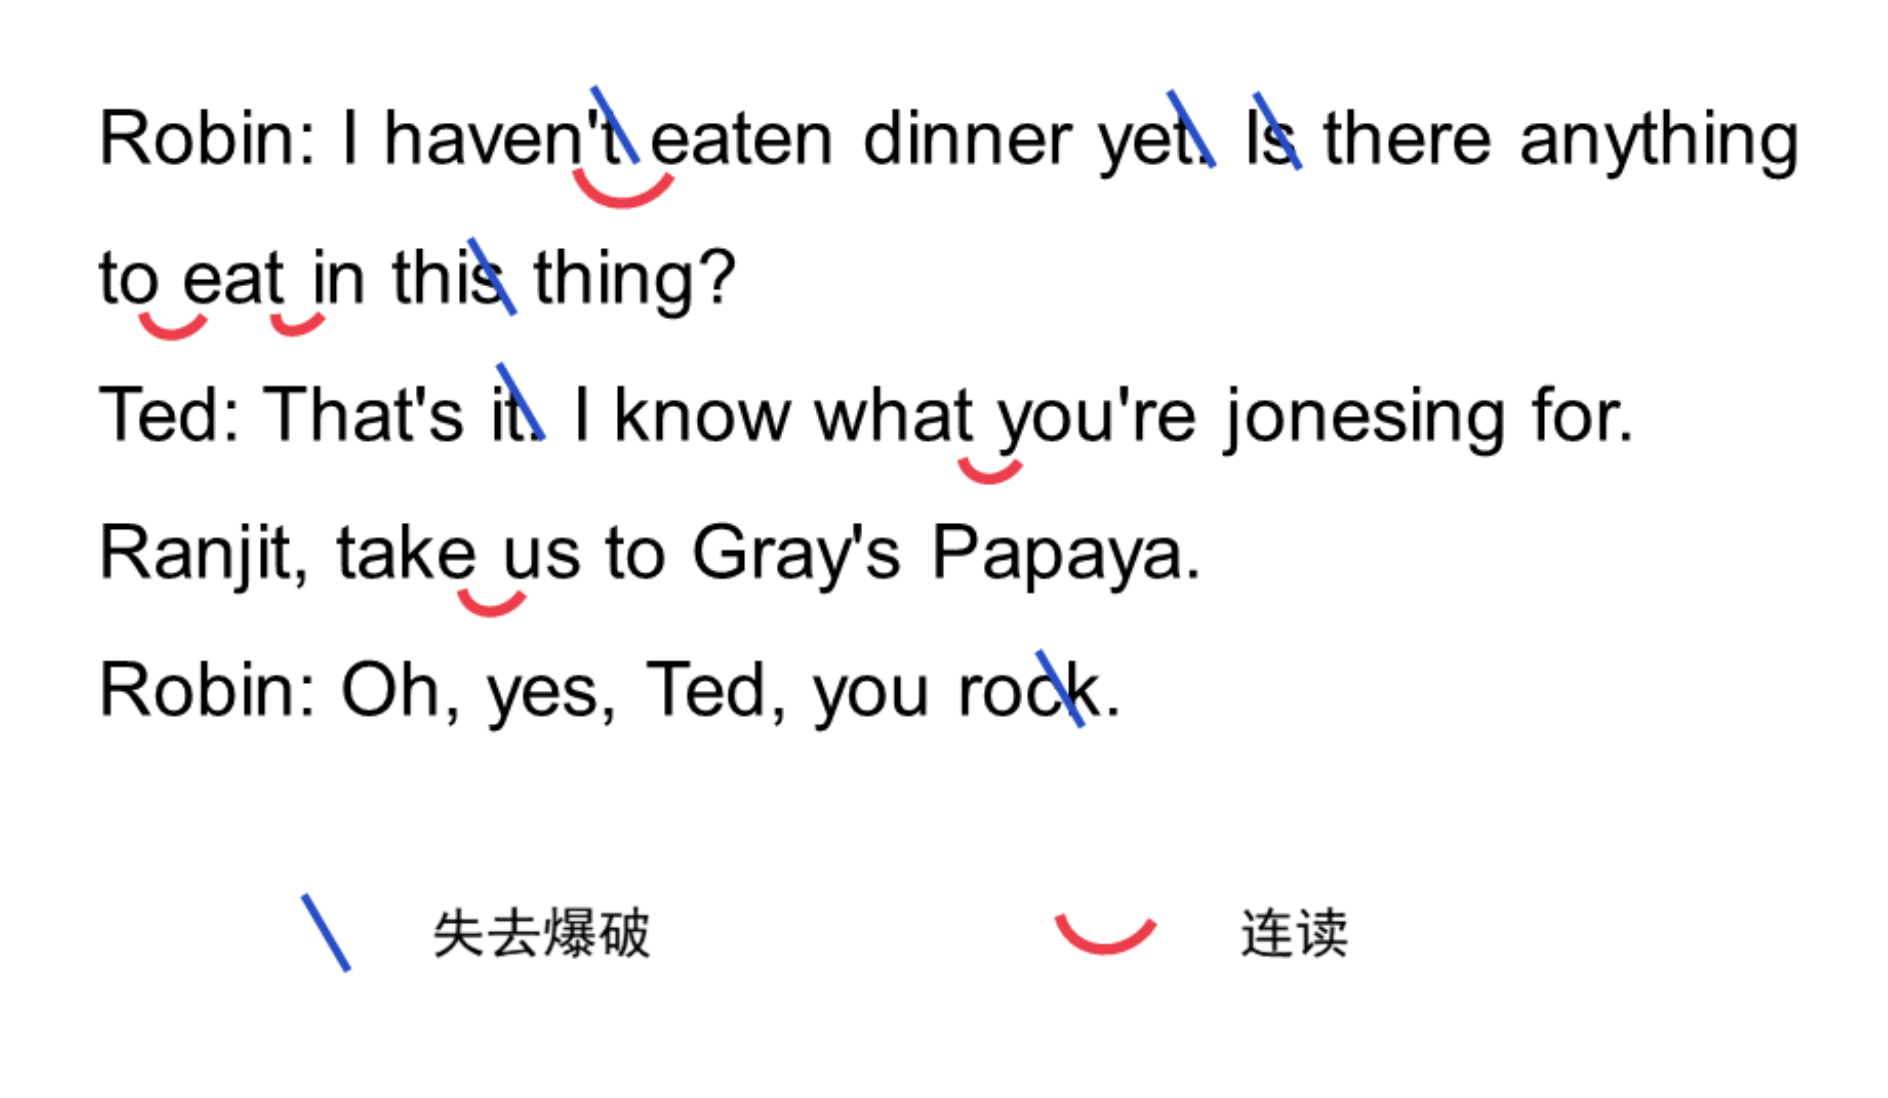 Robin: I haven't eaten dinner yet. Is there anything
to eat in this thing?
Ted: That's it. I know what you're jonesing for.
Ranjit, take us to Gray's Papaya.
Robin: Oh, yes, Ted, you rock.
失去爆破 连读